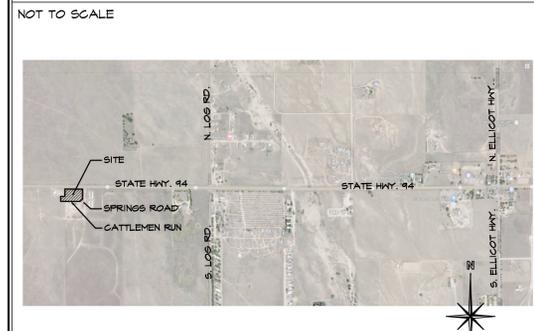 NOT TO SCALE
N. LOS RD.
N. ELLICOT HWY.
SITE
STATE HWY. 94
STATE HWY. 94
SPRINGS ROAD
CATTLEMEN RUN
S. LOS RD.
S. ELLICOT HWY.
N